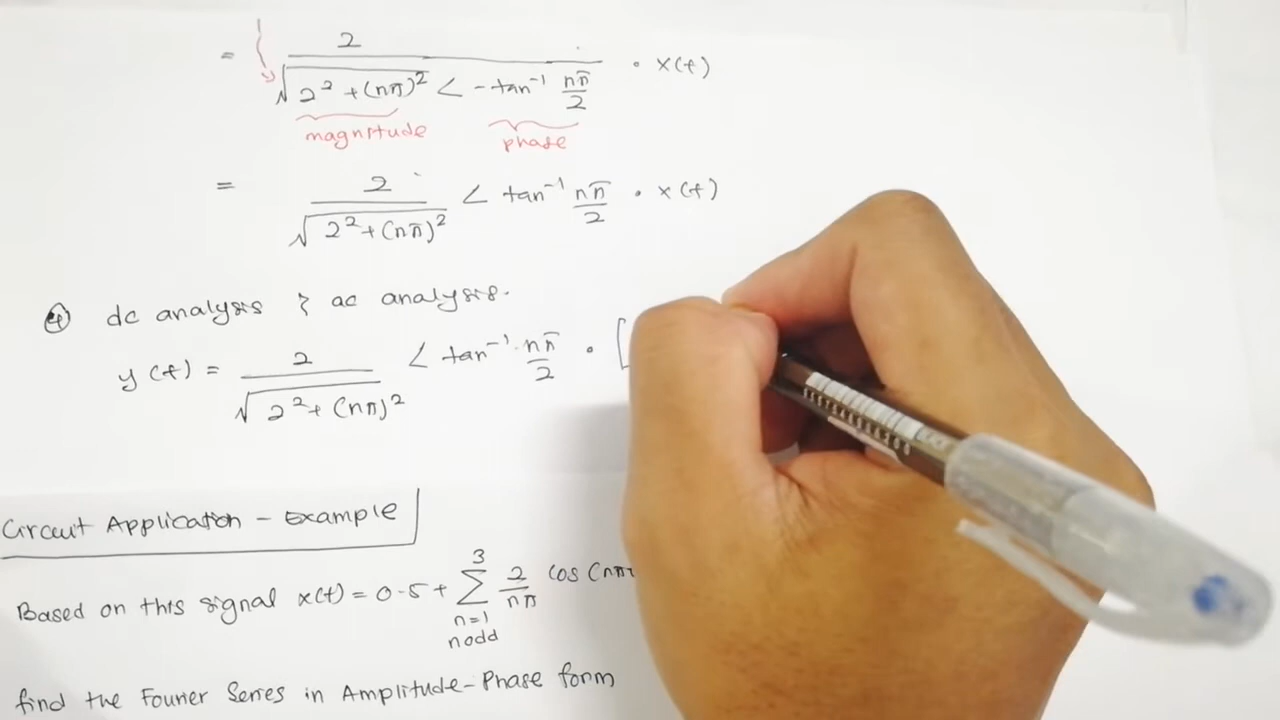 = 2 / √(2² + (nπ)²) ∠ -tan⁻¹ nπ/2 • x(t)
magnitude phase
= 2 / √(2² + (nπ)²) ∠ tan⁻¹ nπ/2 • x(t)
④ dc analysis & ac analysis.
y(t) = 2 / √(2² + (nπ)²) ∠ tan⁻¹ nπ/2 • [
Circuit Application - Example
Based on this signal x(t) = 0.5 + ∑ n=1 n odd 3 2/nπ cos (nπ
find the Fourier Series in Amplitude-Phase form